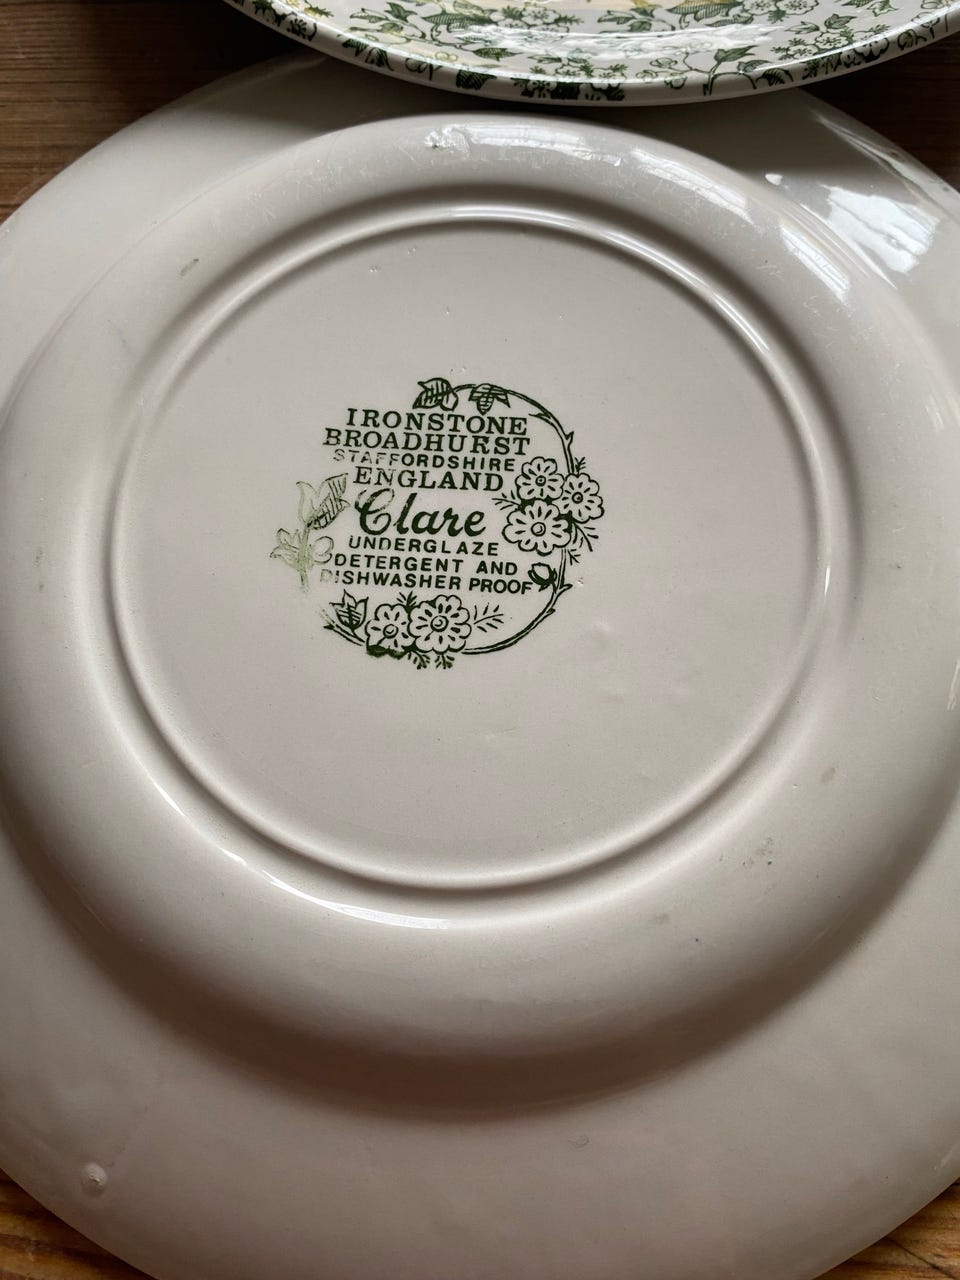 IRONSTONE
BROADHURST
STAFFORDSHIRE
ENGLAND
Clare
UNDERGLAZE
DETERGENT AND
DISHWASHER PROOF